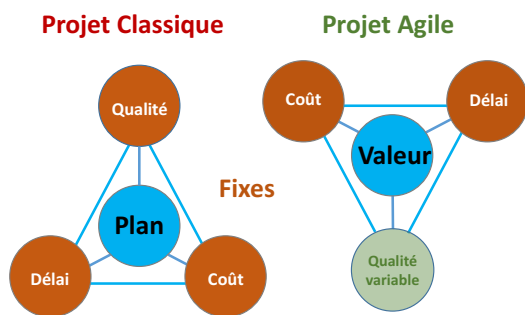 Projet Classique
Qualité
Plan
Délai
Coût
Fixes
Projet Agile
Coût
Délai
Valeur
Qualité
variable